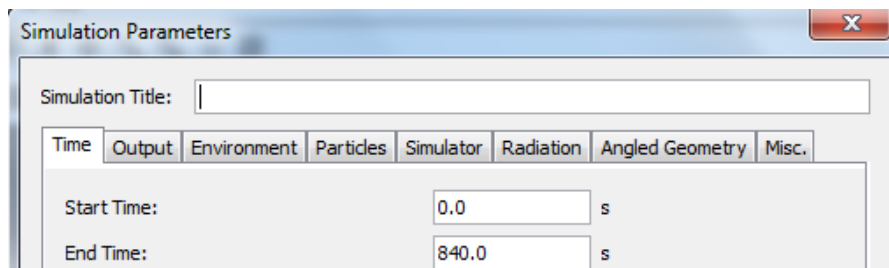 Simulation Parameters
Simulation Title:
Time Output Environment Particles Simulator Radiation Angled Geometry Misc.
Start Time: 0.0 s
End Time: 840.0 s